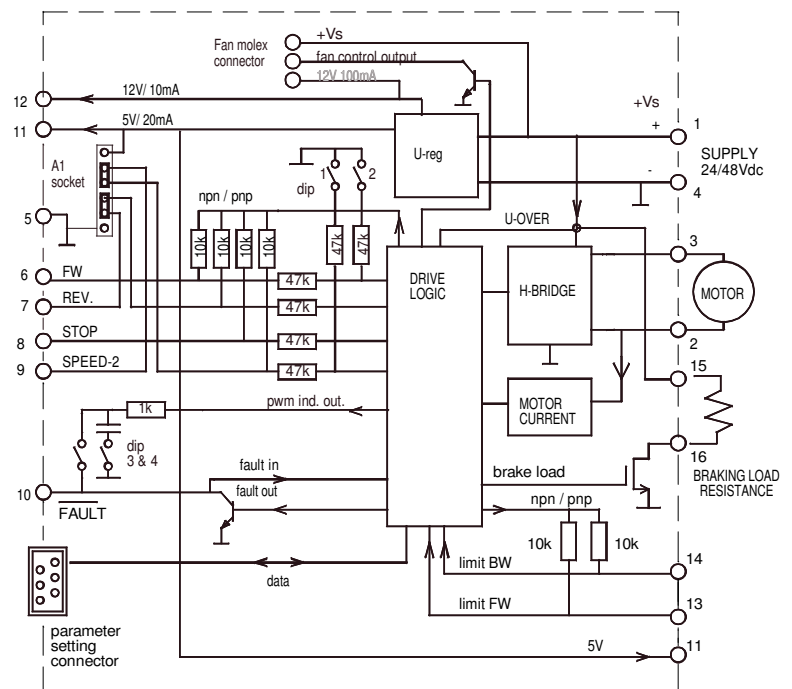 Fan molex connector
+Vs
fan control output
12V 100mA
12
12V/ 10mA
11
5V/ 20mA
+Vs
1
+
SUPPLY
24/48Vdc
-
4
U-reg
A1
socket
dip
1
2
npn / pnp
U-OVER
5
10k
10k
10k
10k
47k
47k
6
FW
47k
7
REV.
47k
8
STOP
47k
9
SPEED-2
47k
DRIVE
LOGIC
H-BRIDGE
3
MOTOR
2
15
MOTOR
CURRENT
1k
pwm ind. out.
dip
3 & 4
16
BRAKING LOAD
RESISTANCE
brake load
fault in
fault out
10
FAULT
npn / pnp
10k
10k
limit BW
14
data
limit FW
13
parameter
setting
connector
5V
11